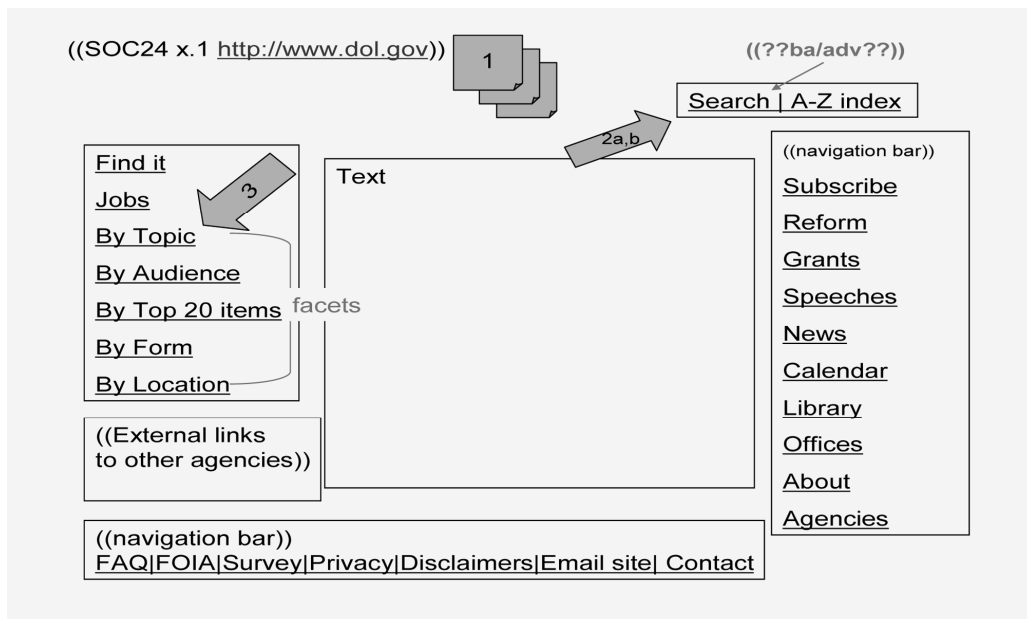 ((SOC24 x.1 http://www.dol.gov))
1
((??ba/adv??))
Search | A-Z index
2a,b
Find it
Jobs
By Topic
By Audience
By Top 20 items
By Form
By Location
3
facets
Text
((navigation bar))
Subscribe
Reform
Grants
Speeches
News
Calendar
Library
Offices
About
Agencies
((External links
to other agencies))
((navigation bar))
FAQ|FOIA|Survey|Privacy|Disclaimers|Email site| Contact